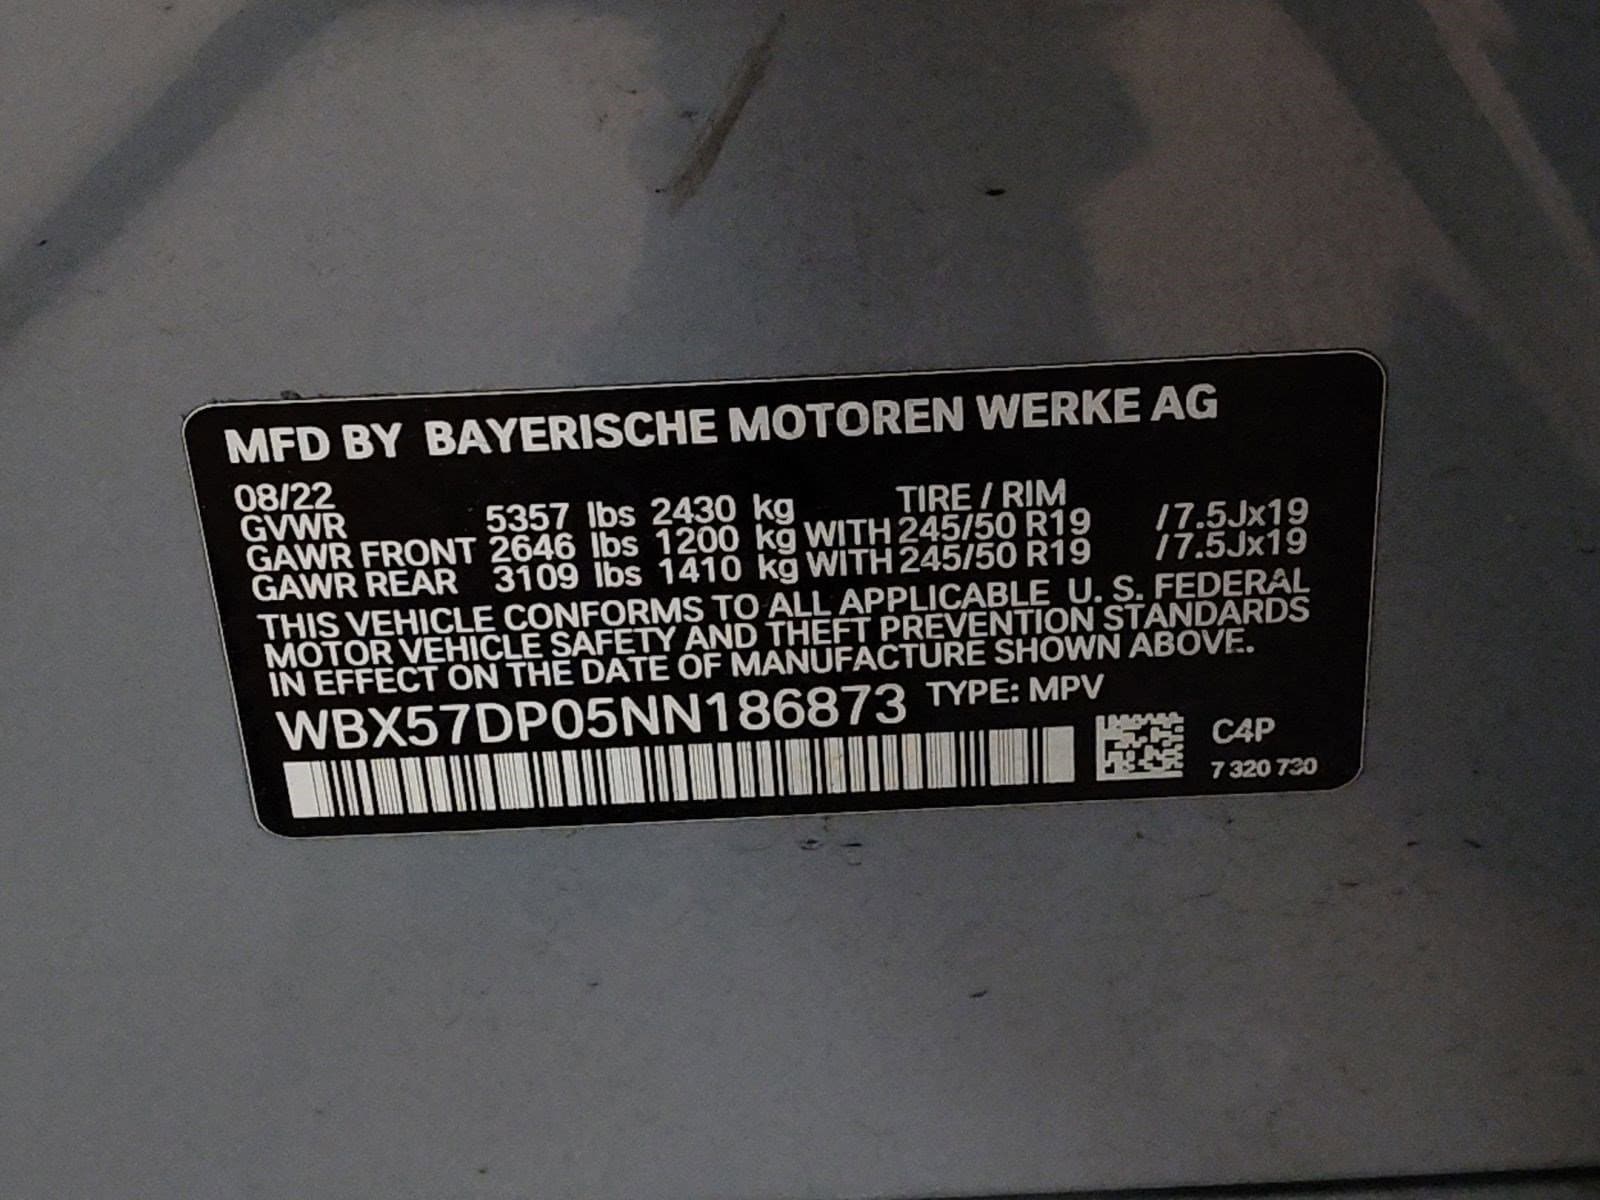 MFD BY BAYERISCHE MOTOREN WERKE AG
08/22 TIRE / RIM
GVWR 5357 lbs 2430 kg
GAWR FRONT 2646 lbs 1200 kg WITH 245/50 R19 /7.5Jx19
GAWR REAR 3109 lbs 1410 kg WITH 245/50 R19 /7.5Jx19
THIS VEHICLE CONFORMS TO ALL APPLICABLE U. S. FEDERAL
MOTOR VEHICLE SAFETY AND THEFT PREVENTION STANDARDS
IN EFFECT ON THE DATE OF MANUFACTURE SHOWN ABOVE.
WBX57DP05NN186873 TYPE: MPV
C4P
7 320 730